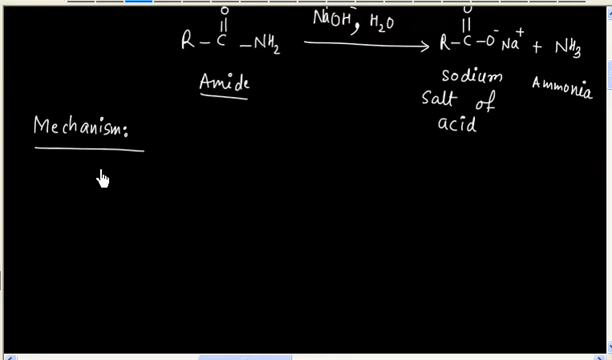 O NaOH, H2O O
R – C – NH2 → R – C – O⁻ Na⁺ + NH3
Amide sodium Ammonia
salt of
acid
Mechanism: